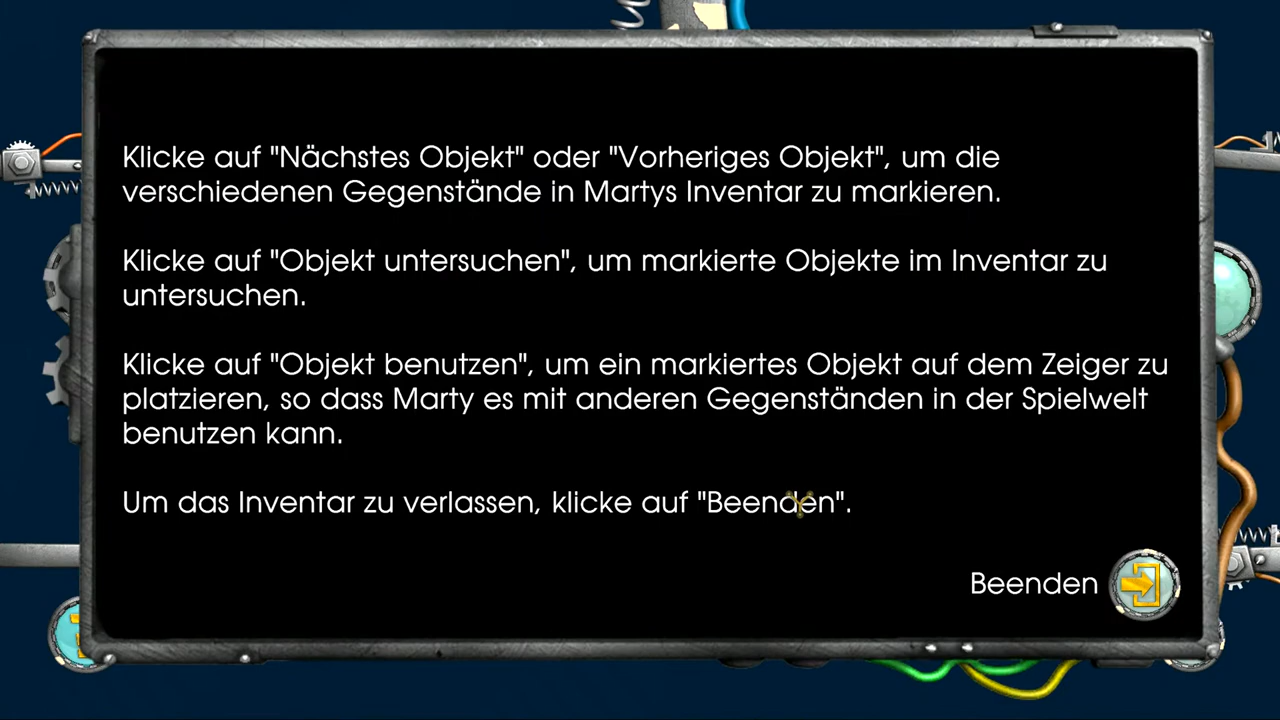 Klicke auf "Nächstes Objekt" oder "Vorheriges Objekt", um die
verschiedenen Gegenstände in Martys Inventar zu markieren.
Klicke auf "Objekt untersuchen", um markierte Objekte im Inventar zu
untersuchen.
Klicke auf "Objekt benutzen", um ein markiertes Objekt auf dem Zeiger zu
platzieren, so dass Marty es mit anderen Gegenständen in der Spielwelt
benutzen kann.
Um das Inventar zu verlassen, klicke auf "Beenden".
Beenden